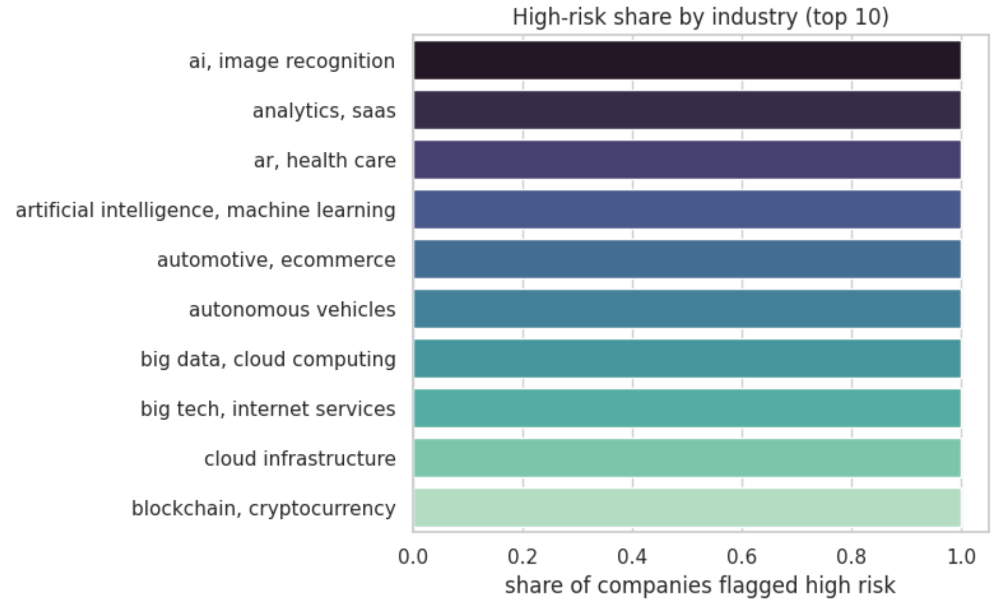 High-risk share by industry (top 10)
ai, image recognition
analytics, saas
ar, health care
artificial intelligence, machine learning
automotive, ecommerce
autonomous vehicles
big data, cloud computing
big tech, internet services
cloud infrastructure
blockchain, cryptocurrency
0.0 0.2 0.4 0.6 0.8 1.0
share of companies flagged high risk